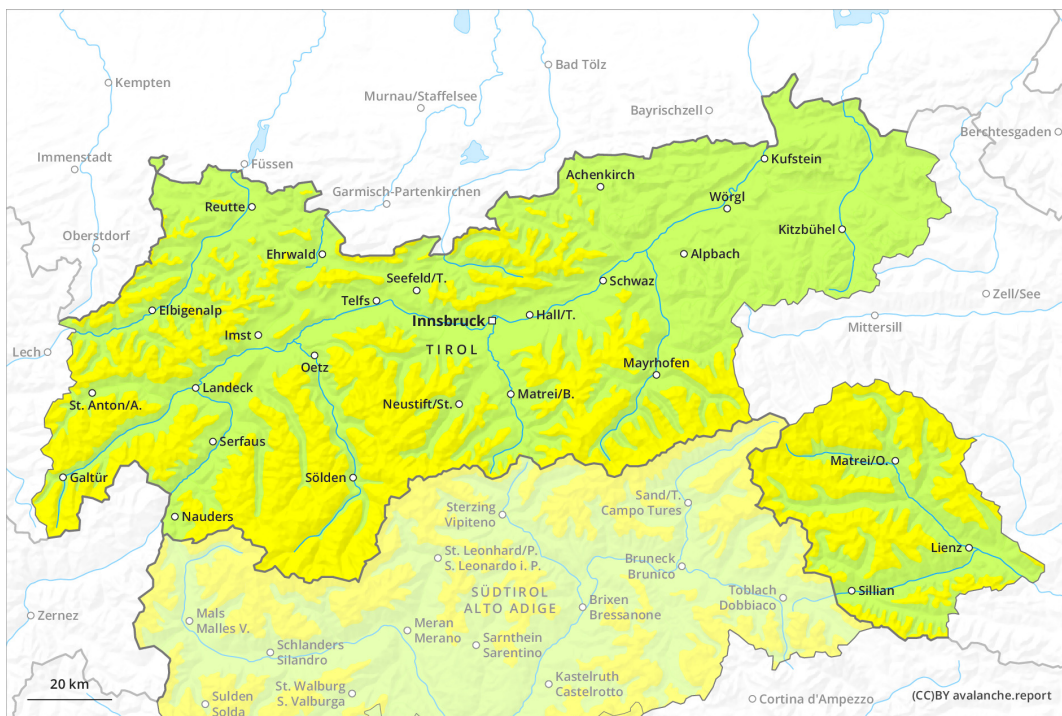 Kempten
Bad Tölz
Murnau/Staffelsee
Bayrischzell
Berchtesgaden
Immenstadt
Füssen
Kufstein
Achenkirch
Garmisch-Partenkirchen
Wörgl
Reutte
Oberstdorf
Kitzbühel
Ehrwald
Alpbach
Seefeld/T.
Schwaz
Zell/See
Telfs
Elbigenalp
Innsbruck
Hall/T.
Mittersill
Imst
Lech
TIROL
Oetz
Mayrhofen
Landeck
St. Anton/A.
Neustift/St.
Matrei/B.
Serfaus
Matrei/O.
Galtür
Sölden
Sand/T.
Campo Tures
Sterzing
Vipiteno
Nauders
Lienz
St. Leonhard/P.
S. Leonardo i. P.
Bruneck
Brunico
SÜDTIROL
ALTO ADIGE
Toblach
Dobbiaco
Sillian
Brixen
Bressanone
Zernez
Mals
Malles V.
Meran
Merano
Schlanders
Silandro
Sarnthein
Sarentino
20 km
St. Walburg
S. Valburga
Kastelruth
Castelrotto
Sulden
Solda
Cortina d'Ampezzo
(CC)BY avalanche.report